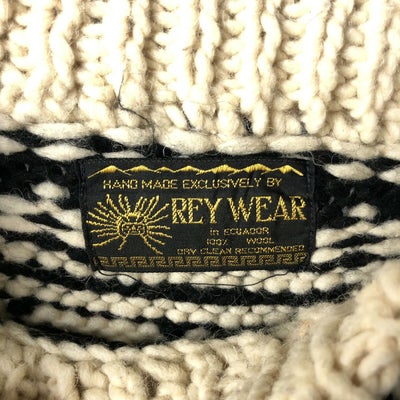 HAND MADE EXCLUSIVELY BY
REY WEAR
in ECUADOR
100% WOOL
DRY CLEAN RECOMMENDED